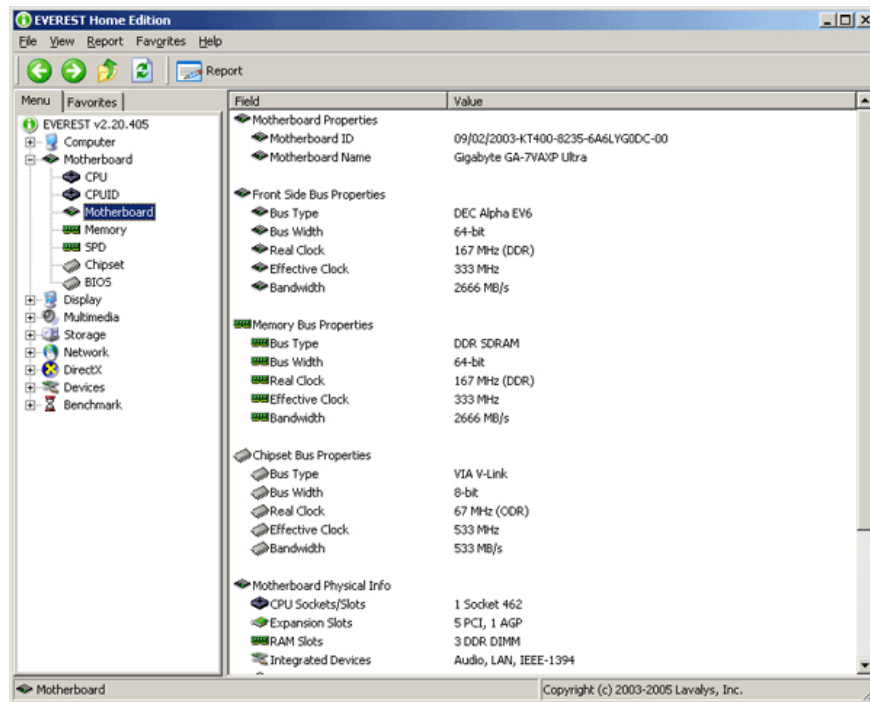 EVEREST Home Edition
File View Report Favorites Help
Report
Menu Favorites
EVEREST v2.20.405
Computer
Motherboard
CPU
CPUID
Motherboard
Memory
SPD
Chipset
BIOS
Display
Multimedia
Storage
Network
DirectX
Devices
Benchmark
Field Value
Motherboard Properties
Motherboard ID 09/02/2003-KT400-8235-6A6LYG0DC-00
Motherboard Name Gigabyte GA-7VAXP Ultra
Front Side Bus Properties
Bus Type DEC Alpha EV6
Bus Width 64-bit
Real Clock 167 MHz (DDR)
Effective Clock 333 MHz
Bandwidth 2666 MB/s
Memory Bus Properties
Bus Type DDR SDRAM
Bus Width 64-bit
Real Clock 167 MHz (DDR)
Effective Clock 333 MHz
Bandwidth 2666 MB/s
Chipset Bus Properties
Bus Type VIA V-Link
Bus Width 8-bit
Real Clock 67 MHz (ODR)
Effective Clock 533 MHz
Bandwidth 533 MB/s
Motherboard Physical Info
CPU Sockets/Slots 1 Socket 462
Expansion Slots 5 PCI, 1 AGP
RAM Slots 3 DDR DIMM
Integrated Devices Audio, LAN, IEEE-1394
Motherboard Copyright (c) 2003-2005 Lavalys, Inc.